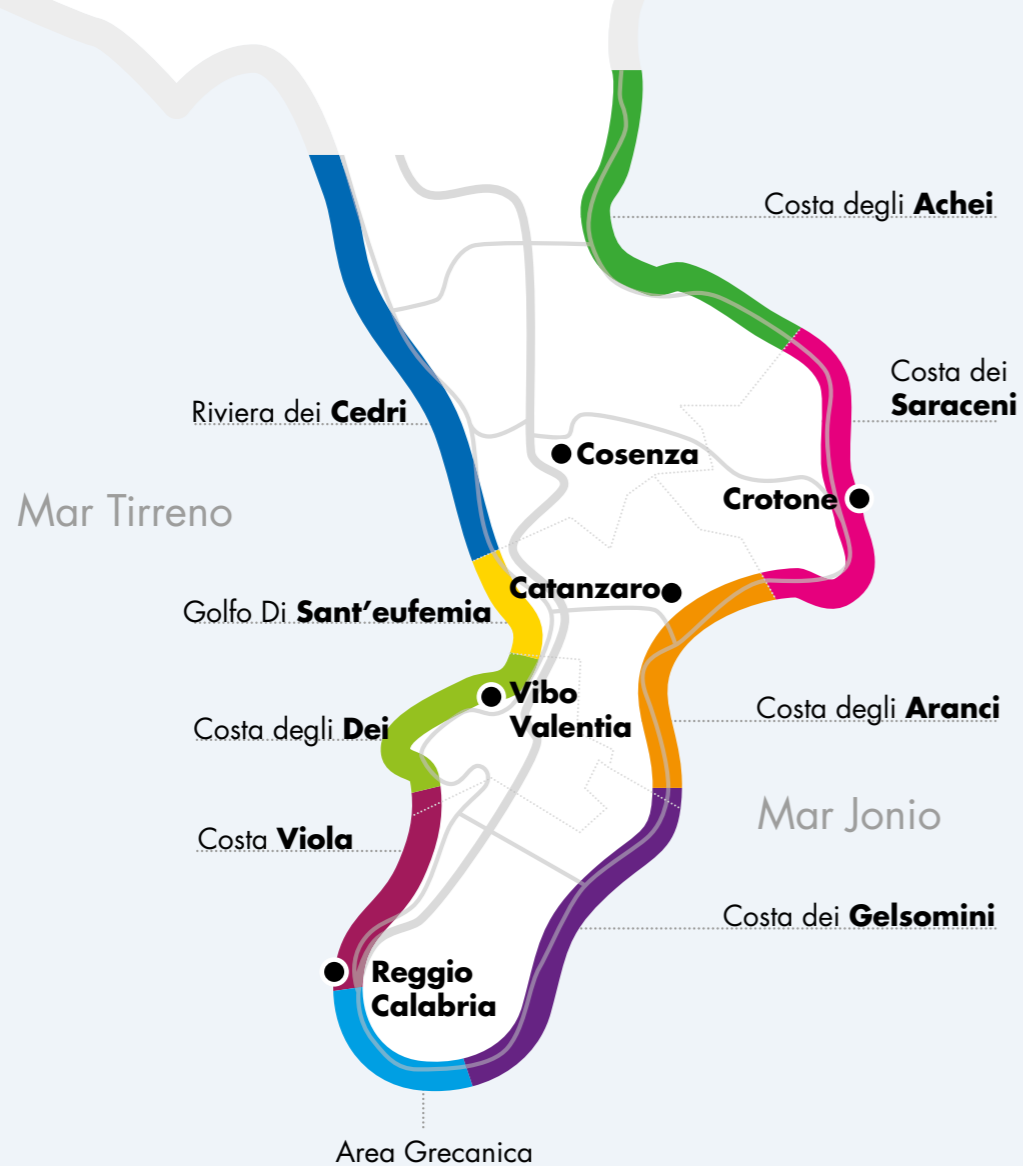 Costa degli Achei
Costa dei
Saraceni
Riviera dei Cedri
Cosenza
Crotone
Mar Tirreno
Catanzaro
Golfo Di Sant’eufemia
Vibo
Valentia
Costa degli Aranci
Costa degli Dei
Mar Jonio
Costa Viola
Costa dei Gelsomini
Reggio
Calabria
Area Grecanica